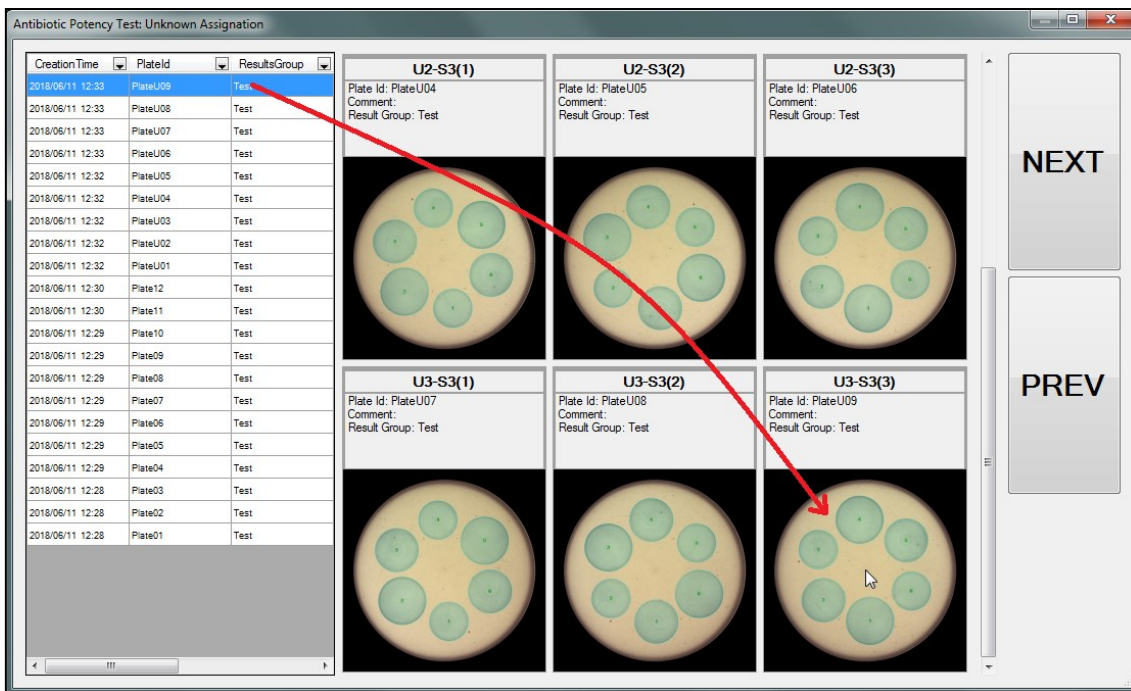 Antibiotic Potency Test: Unknown Assignation
CreationTime PlateId ResultsGroup
2018/06/11 12:33 PlateU09 Test
2018/06/11 12:33 PlateU08 Test
2018/06/11 12:33 PlateU07 Test
2018/06/11 12:33 PlateU06 Test
2018/06/11 12:32 PlateU05 Test
2018/06/11 12:32 PlateU04 Test
2018/06/11 12:32 PlateU03 Test
2018/06/11 12:32 PlateU02 Test
2018/06/11 12:32 PlateU01 Test
2018/06/11 12:30 Plate12 Test
2018/06/11 12:30 Plate11 Test
2018/06/11 12:29 Plate10 Test
2018/06/11 12:29 Plate09 Test
2018/06/11 12:29 Plate08 Test
2018/06/11 12:29 Plate07 Test
2018/06/11 12:29 Plate06 Test
2018/06/11 12:29 Plate05 Test
2018/06/11 12:29 Plate04 Test
2018/06/11 12:28 Plate03 Test
2018/06/11 12:28 Plate02 Test
2018/06/11 12:28 Plate01 Test
U2-S3(1)
Plate Id: PlateU04
Comment:
Result Group: Test
U2-S3(2)
Plate Id: PlateU05
Comment:
Result Group: Test
U2-S3(3)
Plate Id: PlateU06
Comment:
Result Group: Test
U3-S3(1)
Plate Id: PlateU07
Comment:
Result Group: Test
U3-S3(2)
Plate Id: PlateU08
Comment:
Result Group: Test
U3-S3(3)
Plate Id: PlateU09
Comment:
Result Group: Test
NEXT
PREV